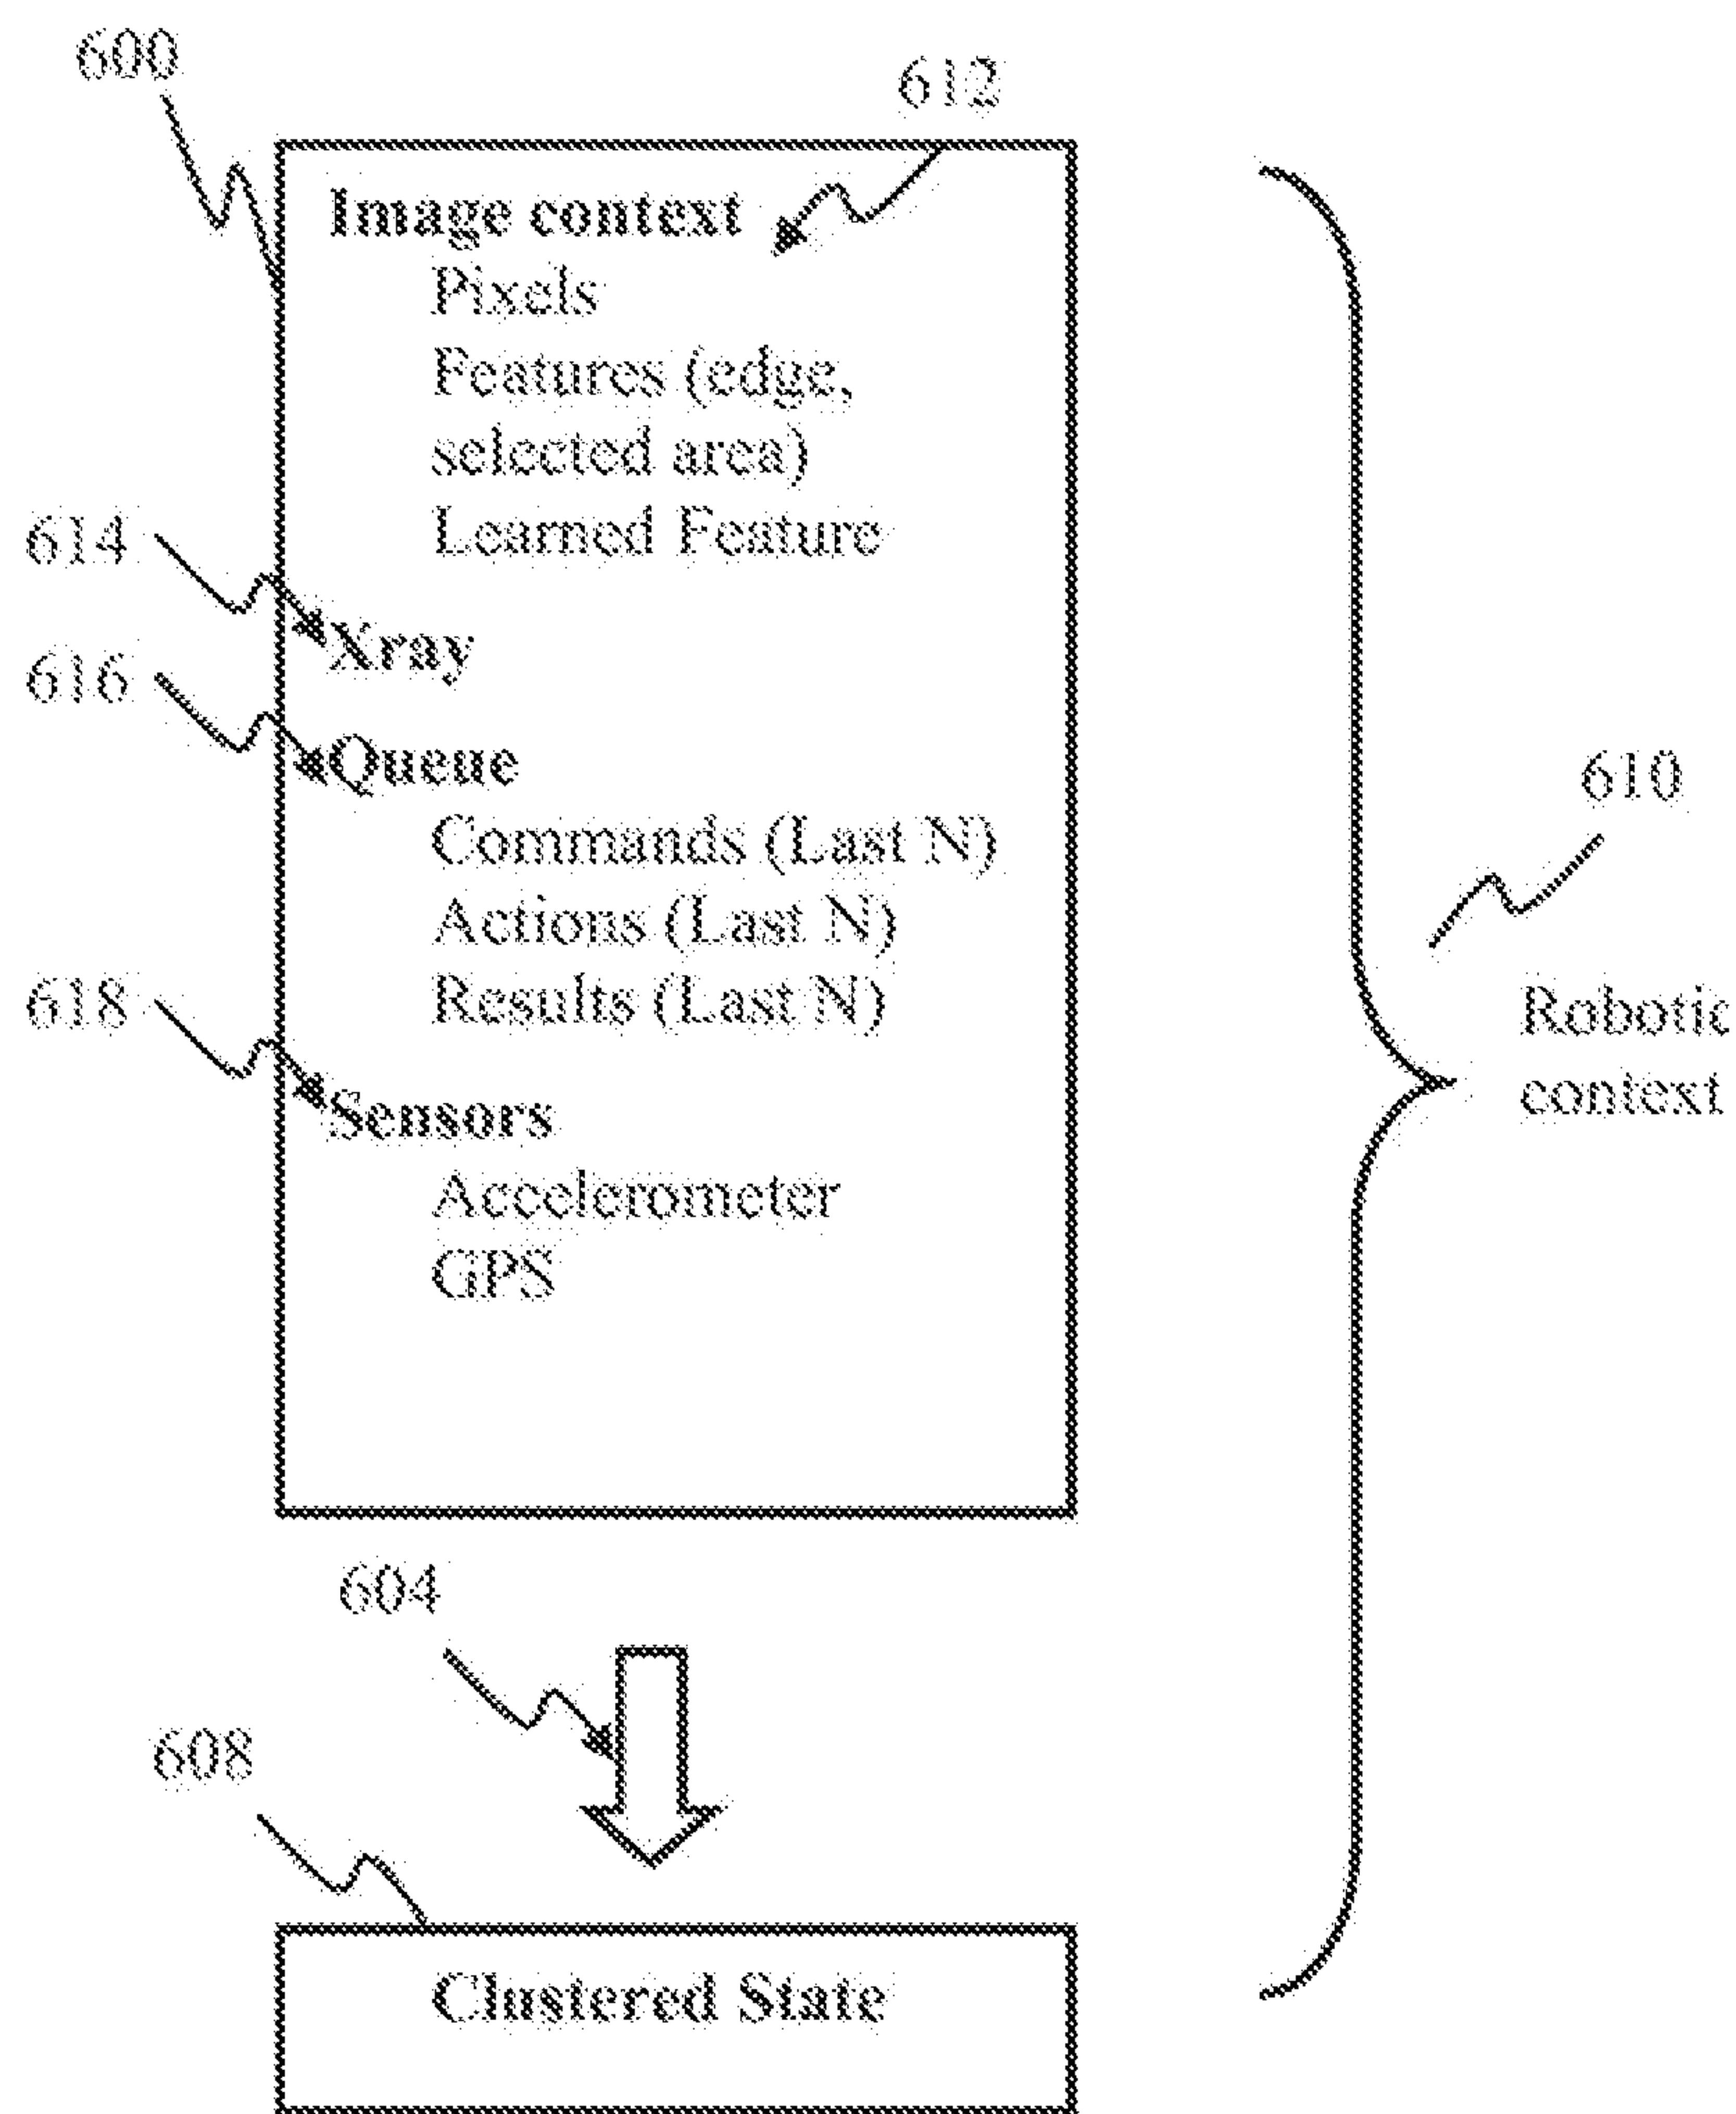 600
612
Image context
Pixels
Features (edge,
selected area)
Learned Feature
614
Xray
616
Queue
610
Commands (Last N)
Actions (Last N)
618
Results (Last N)
Robotic
context
Sensors
Accelerometer
GPS
604
608
Clustered State